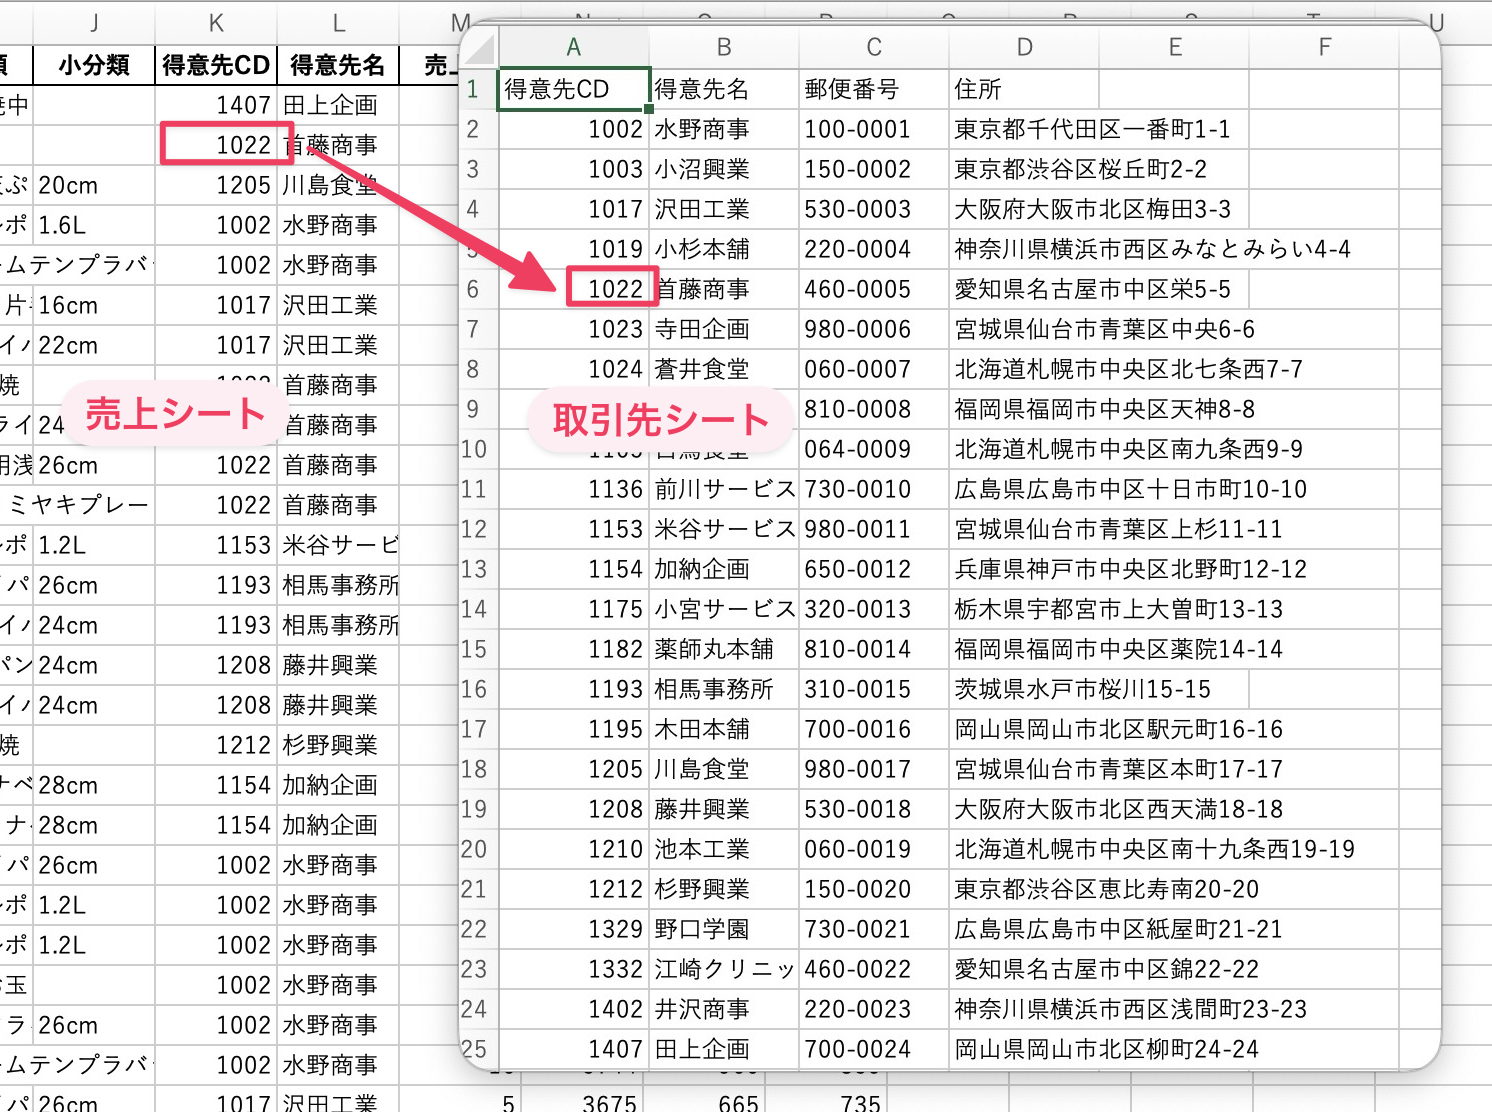 J K L M U
小分類 得意先CD 得意先名 売上
焼中 1407 田上企画
1022 首藤商事
ぷ 20cm 1205 川島食堂
ポ 1.6L 1002 水野商事
ームテンプラバ 1002 水野商事
片 16cm 1017 沢田工業
イパ 22cm 1017 沢田工業
焼 首藤商事
ライ 24 首藤商事
用浅 26cm 1022 首藤商事
ミヤキプレー 1022 首藤商事
ポ 1.2L 1153 米谷サービ
パ 26cm 1193 相馬事務所
イパ 24cm 1193 相馬事務所
パン 24cm 1208 藤井興業
イパ 24cm 1208 藤井興業
焼 1212 杉野興業
ナベ 28cm 1154 加納企画
ナ 28cm 1154 加納企画
パ 26cm 1002 水野商事
ポ 1.2L 1002 水野商事
ポ 1.2L 1002 水野商事
お玉 1002 水野商事
ラ 26cm 1002 水野商事
ームテンプラバ 1002 水野商事
パ 26cm 1017 沢田工業 5 3675 665 735
売上シート
A B C D E F
1 得意先CD 得意先名 郵便番号 住所
2 1002 水野商事 100-0001 東京都千代田区一番町1-1
3 1003 小沼興業 150-0002 東京都渋谷区桜丘町2-2
4 1017 沢田工業 530-0003 大阪府大阪市北区梅田3-3
5 1019 小杉本舗 220-0004 神奈川県横浜市西区みなとみらい4-4
6 1022 首藤商事 460-0005 愛知県名古屋市中区栄5-5
7 1023 寺田企画 980-0006 宮城県仙台市青葉区中央6-6
8 1024 蒼井食堂 060-0007 北海道札幌市中央区北七条西7-7
9 810-0008 福岡県福岡市中央区天神8-8
10 064-0009 北海道札幌市中央区南九条西9-9
11 1136 前川サービス 730-0010 広島県広島市中区十日市町10-10
12 1153 米谷サービス 980-0011 宮城県仙台市青葉区上杉11-11
13 1154 加納企画 650-0012 兵庫県神戸市中央区北野町12-12
14 1175 小宮サービス 320-0013 栃木県宇都宮市上大曽町13-13
15 1182 薬師丸本舗 810-0014 福岡県福岡市中央区薬院14-14
16 1193 相馬事務所 310-0015 茨城県水戸市桜川15-15
17 1195 木田本舗 700-0016 岡山県岡山市北区駅元町16-16
18 1205 川島食堂 980-0017 宮城県仙台市青葉区本町17-17
19 1208 藤井興業 530-0018 大阪府大阪市北区西天満18-18
20 1210 池本工業 060-0019 北海道札幌市中央区南十九条西19-19
21 1212 杉野興業 150-0020 東京都渋谷区恵比寿南20-20
22 1329 野口学園 730-0021 広島県広島市中区紙屋町21-21
23 1332 江崎クリニッ 460-0022 愛知県名古屋市中区錦22-22
24 1402 井沢商事 220-0023 神奈川県横浜市西区浅間町23-23
25 1407 田上企画 700-0024 岡山県岡山市北区柳町24-24
取引先シート